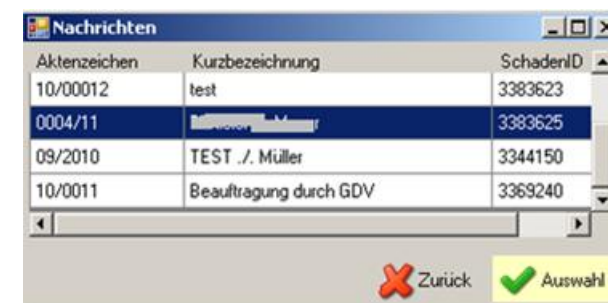 Nachrichten
Aktenzeichen Kurzbezeichnung SchadenID
10/00012 test 3383623
0004/11 3383625
09/2010 TEST ./. Müller 3344150
10/0011 Beauftragung durch GDV 3369240
Zurück Auswahl